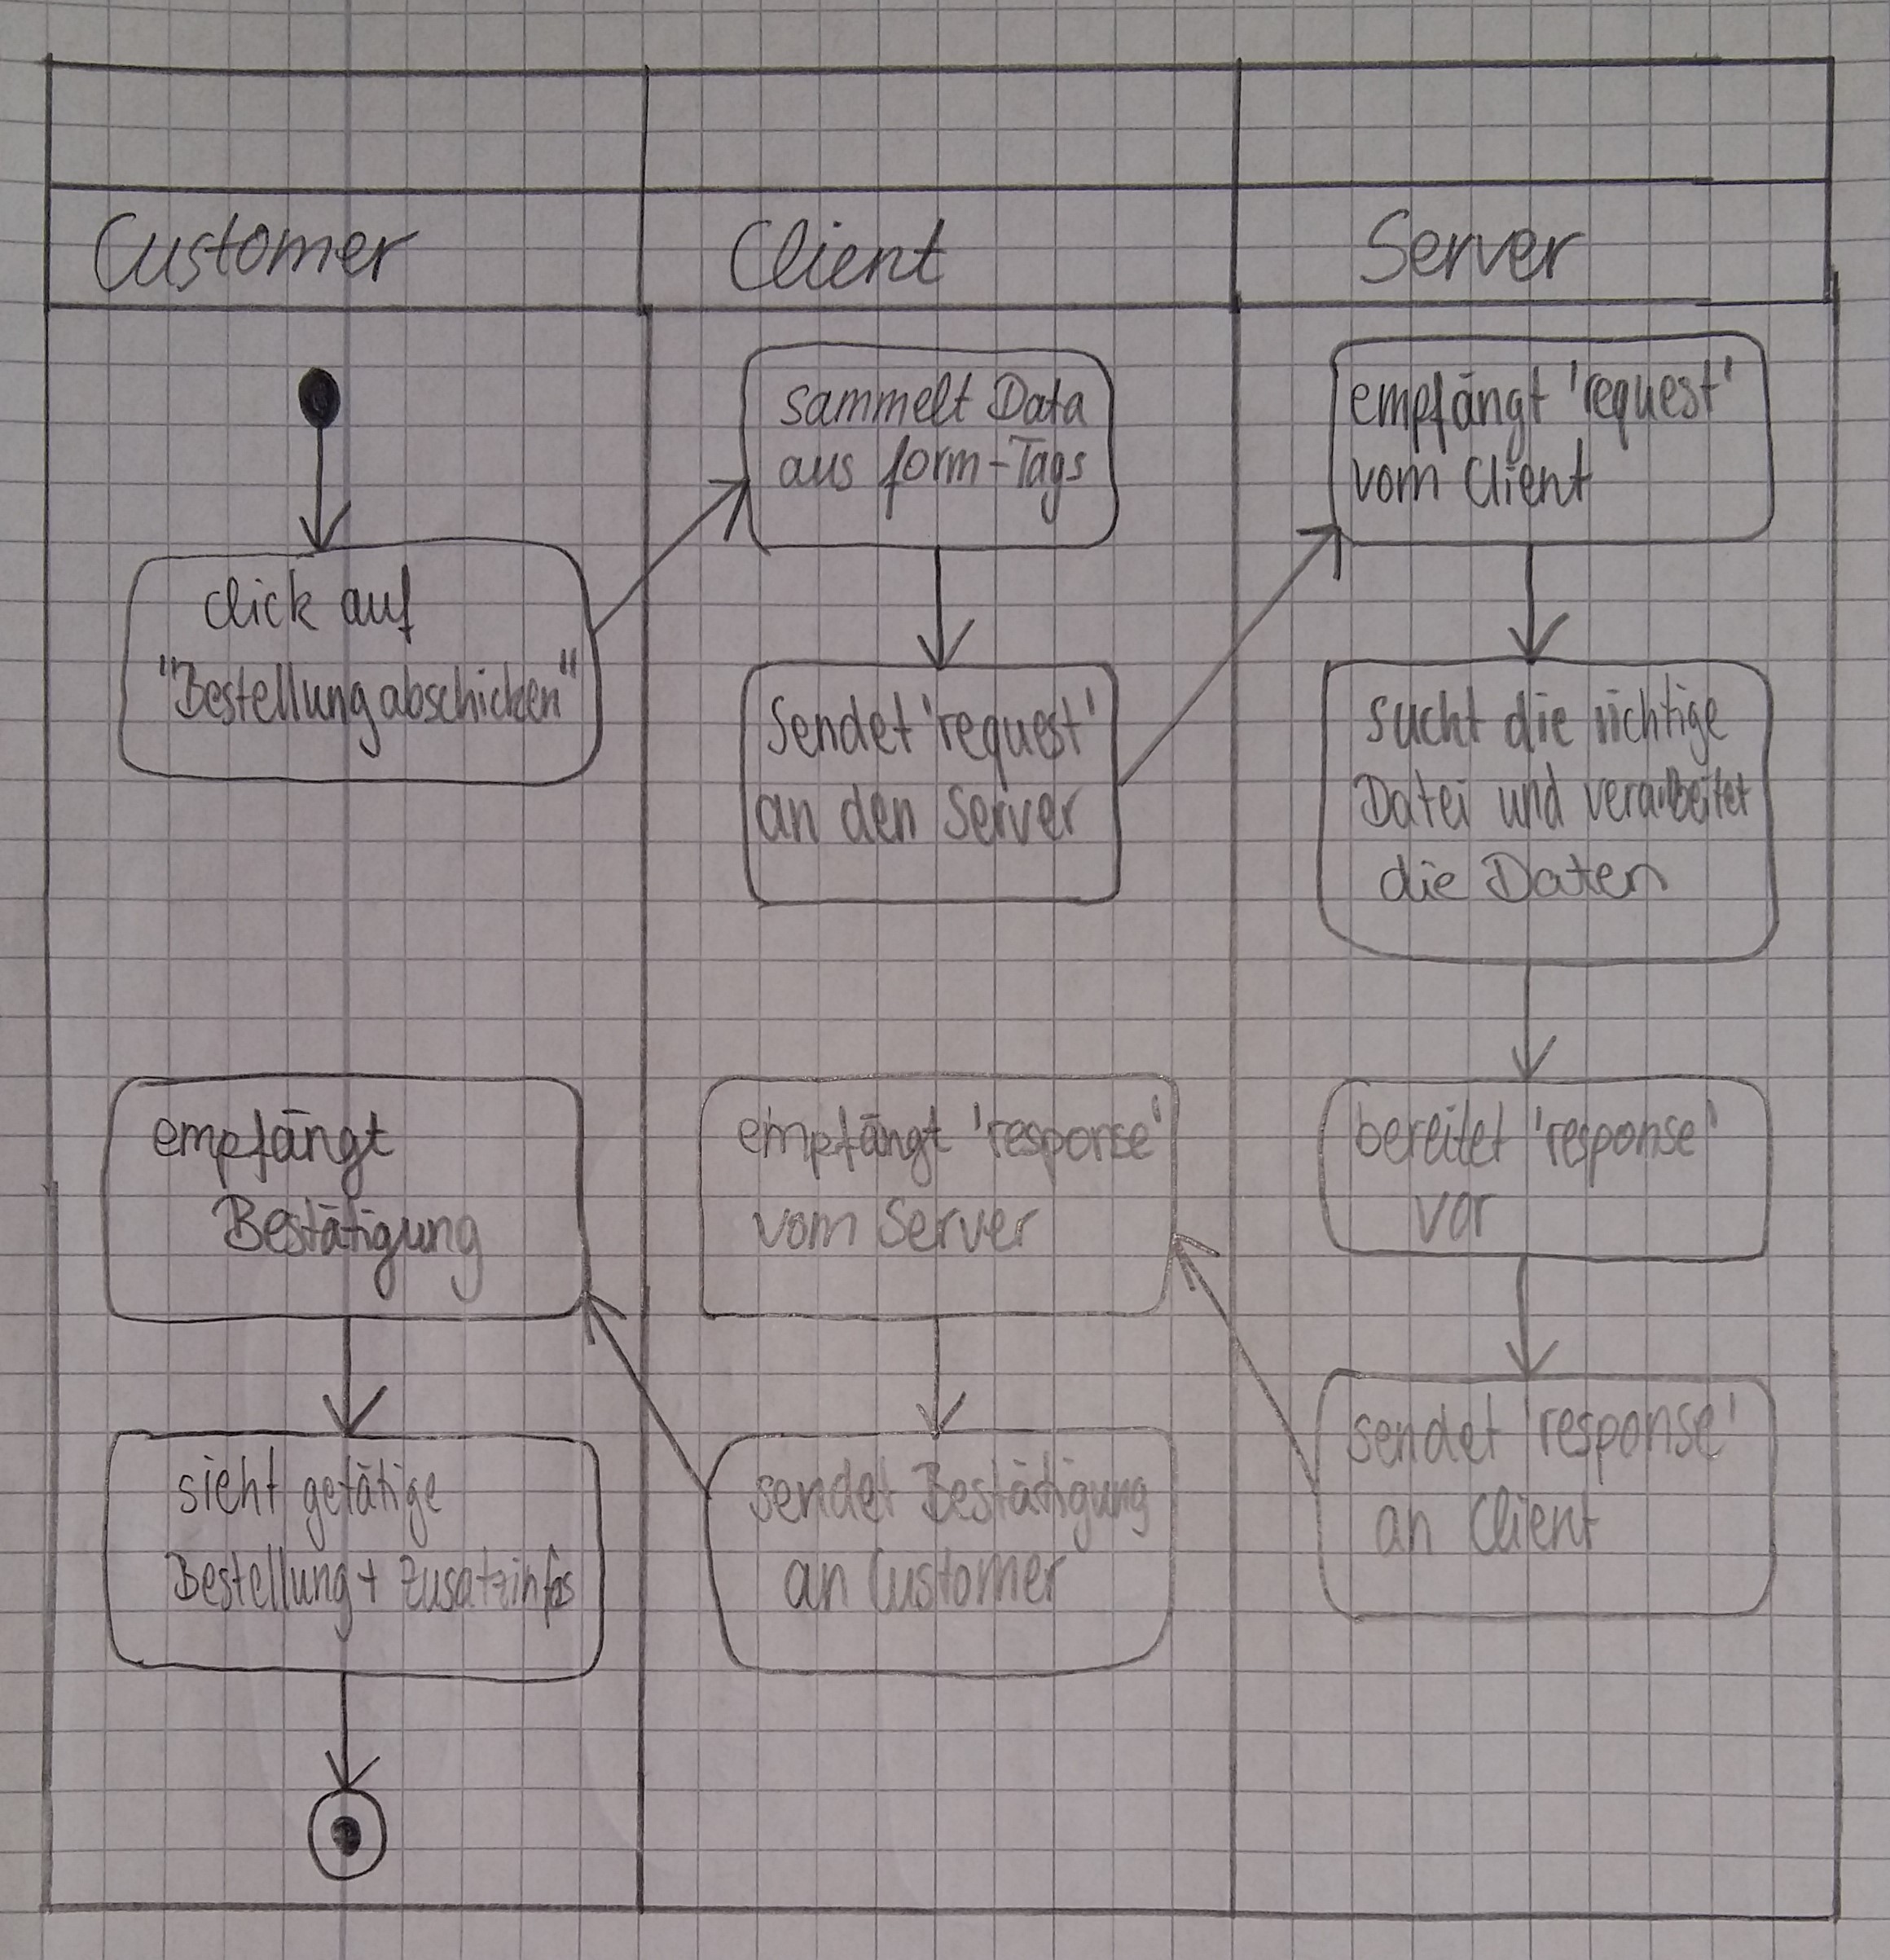 Customer
Client
Server
click auf
"Bestellung abschicken"
sammelt Data
aus form-Tags
Sendet 'request'
an den Server
empfängt 'request'
vom Client
sucht die richtige
Datei und verarbeitet
die Daten
bereitet 'response'
vor
sendet 'response'
an Client
empfängt 'response'
vom Server
sendet Bestätigung
an Customer
empfängt
Bestätigung
sieht getätige
Bestellung + Zusatzinfos